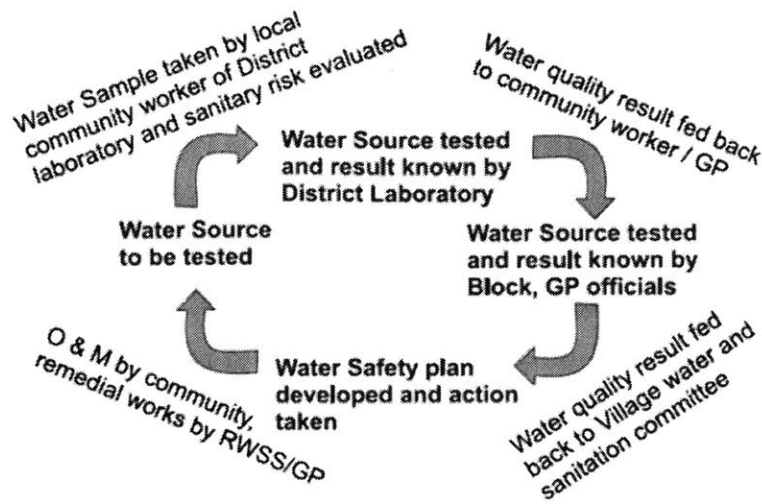 Water Sample taken by local
community worker of District
laboratory and sanitary risk evaluated
Water quality result fed back
to community worker / GP
Water Source tested
and result known by
District Laboratory
Water Source
to be tested
Water Source tested
and result known by
Block, GP officials
Water Safety plan
developed and action
taken
O & M by community,
remedial works by RWSS/GP
Water quality result fed
back to Village water and
sanitation committee